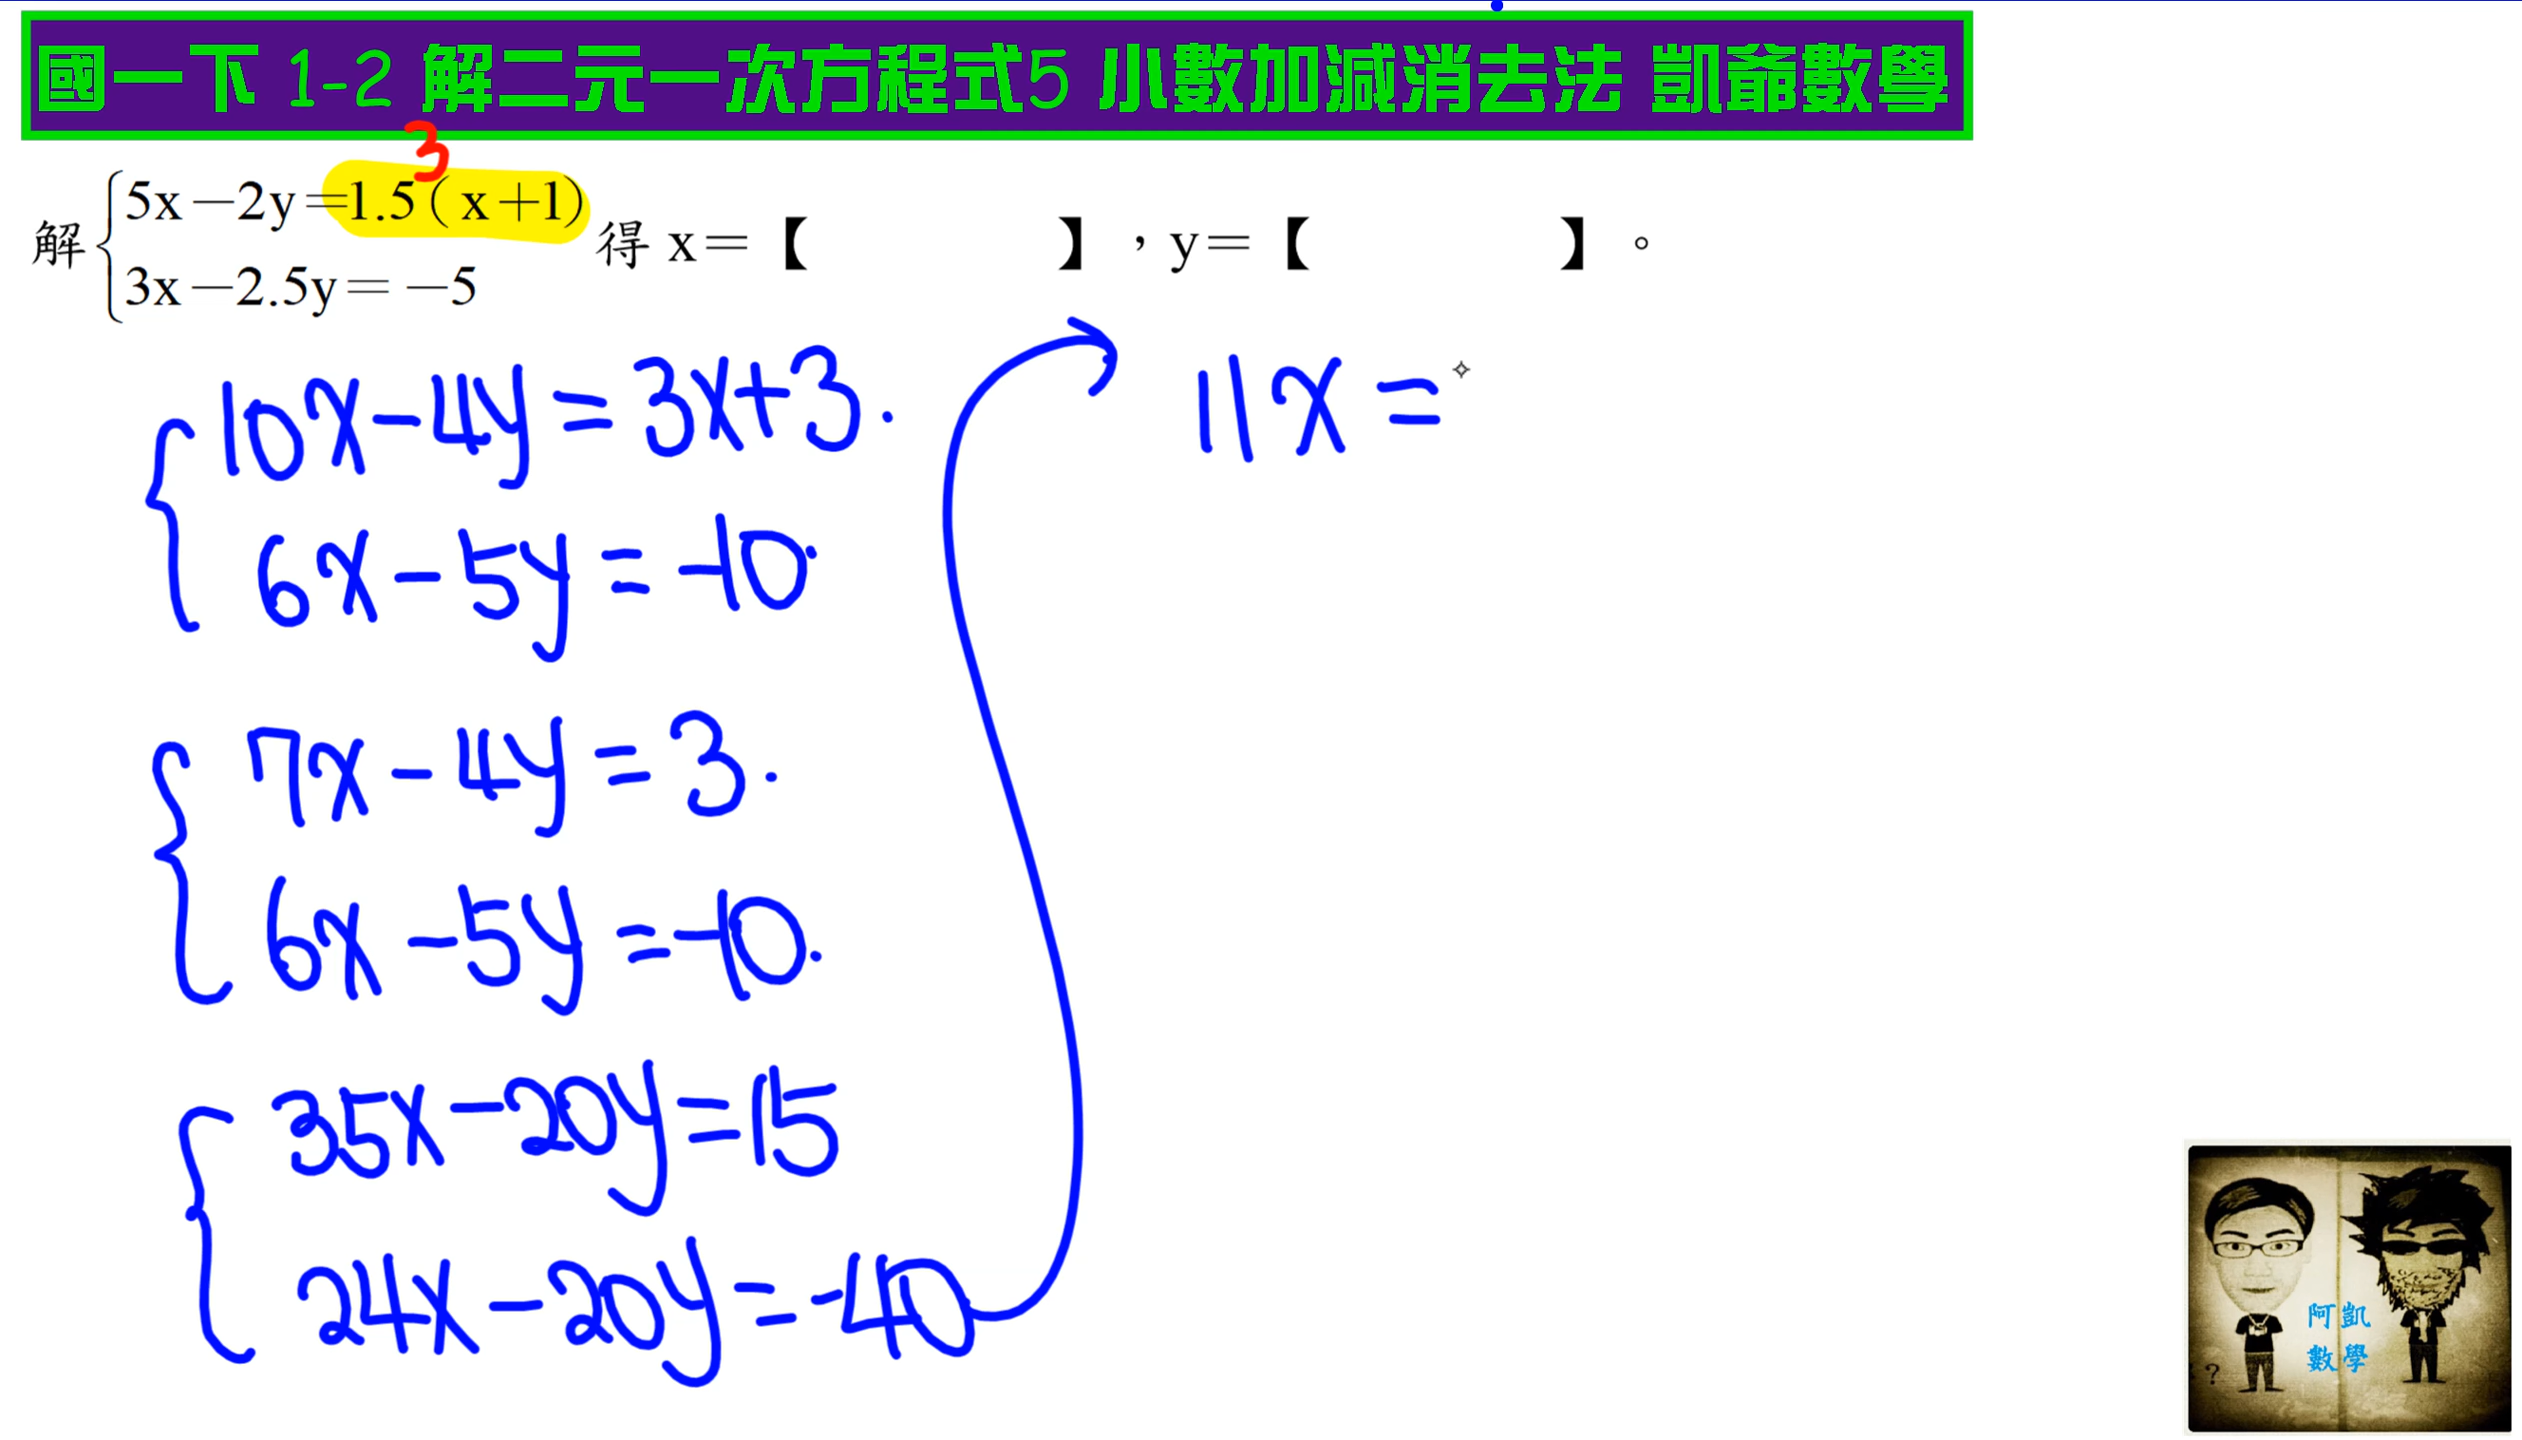 國一下 1-2 解二元一次方程式5 小數加減消去法 凱爺數學
3
解 { 5x－2y＝1.5（x＋1) 得 x＝【 】，y＝【 】。
3x－2.5y＝－5
10x-4y=3x+3.
6x-5y=-10.
7x-4y=3.
6x-5y=-10.
35x-20y=15
24x-20y=-40
11x=
阿凱
數學
?